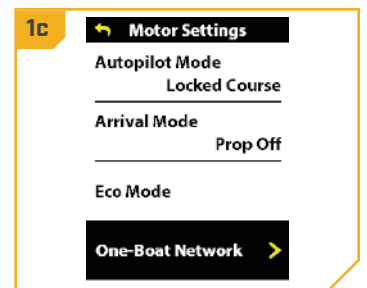 1c
Motor Settings
Autopilot Mode
Locked Course
Arrival Mode
Prop Off
Eco Mode
One-Boat Network